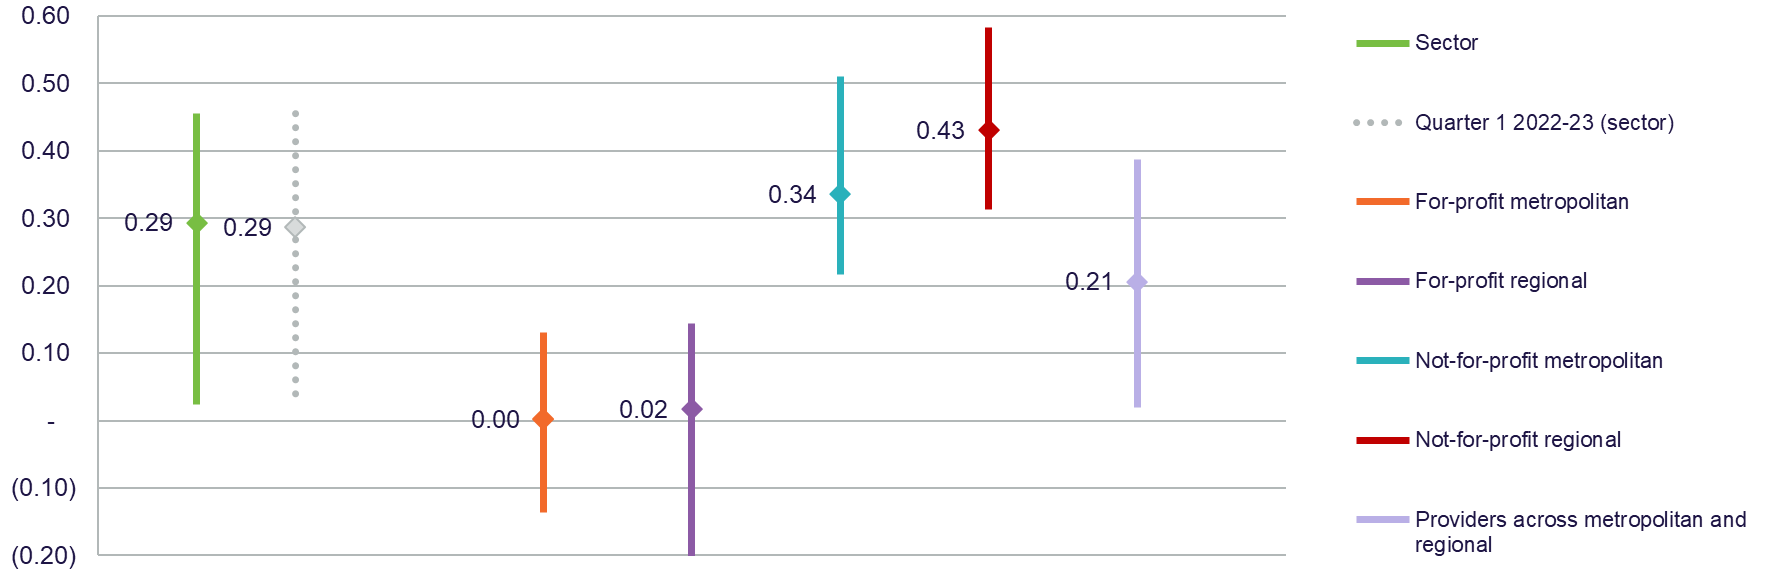 0.60
0.50
0.40
0.30
0.20
0.10
-
(0.10)
(0.20)
0.29
0.29
0.00
0.02
0.34
0.43
0.21
Sector
Quarter 1 2022-23 (sector)
For-profit metropolitan
For-profit regional
Not-for-profit metropolitan
Not-for-profit regional
Providers across metropolitan and
regional